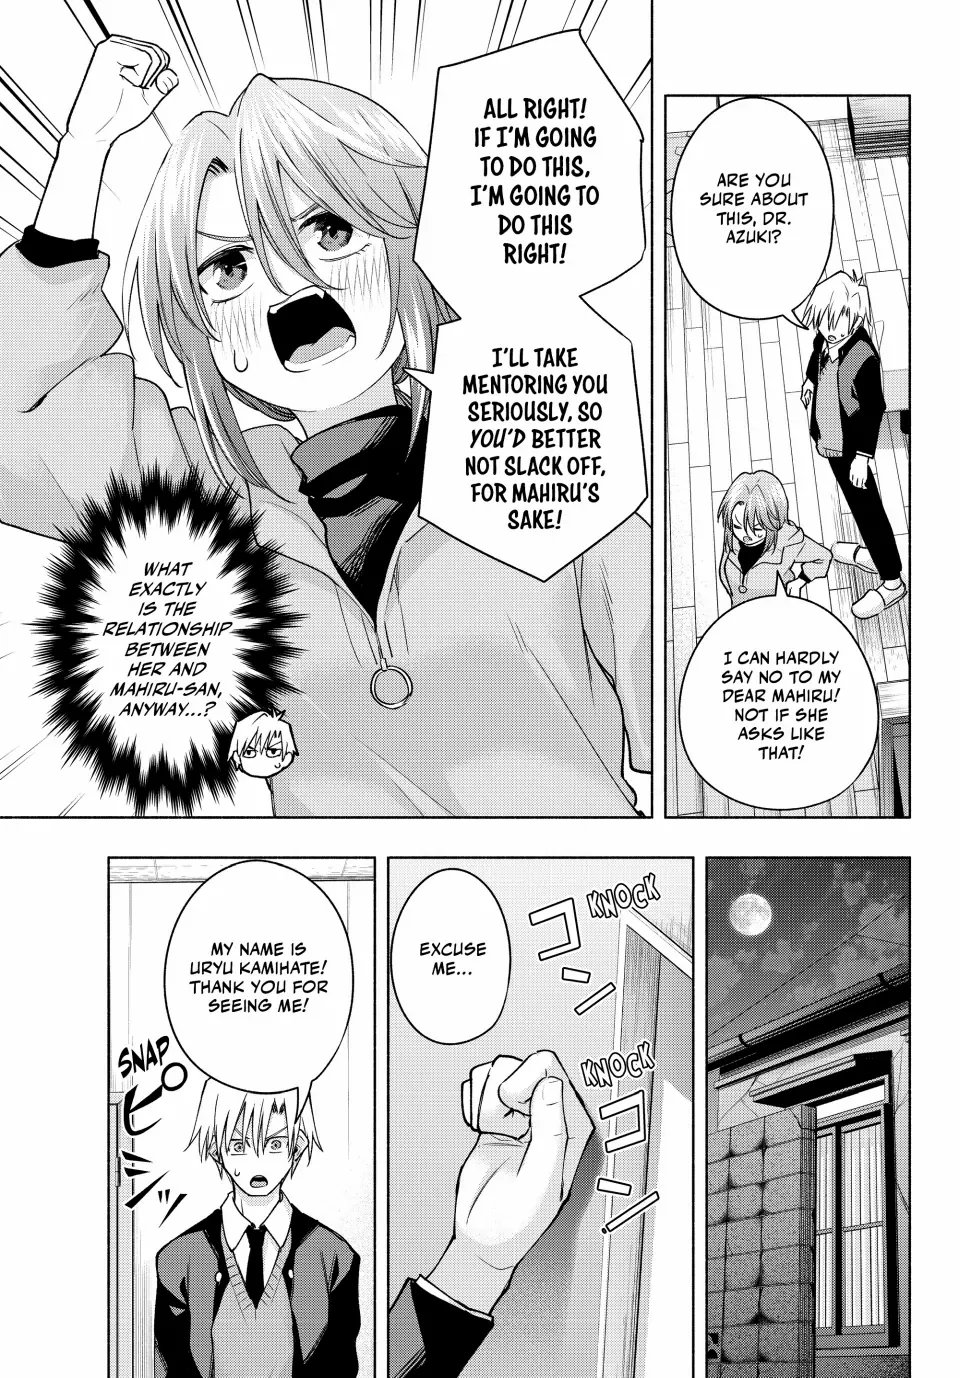 ARE YOU
SURE ABOUT
THIS, DR.
AZUKI?
I CAN HARDLY
SAY NO TO MY
DEAR MAHIRU!
NOT IF SHE
ASKS LIKE
THAT!
ALL RIGHT!
IF I'M GOING
TO DO THIS,
I'M GOING TO
DO THIS
RIGHT!
I'LL TAKE
MENTORING YOU
SERIOUSLY, SO
YOU'D BETTER
NOT SLACK OFF,
FOR MAHIRU'S
SAKE!
WHAT
EXACTLY
IS THE
RELATIONSHIP
BETWEEN
HER AND
MAHIRU-SAN,
ANYWAY...?
KNOCK
コン
KNOCK
コン
EXCUSE
ME...
MY NAME IS
URYU KAMIHATE!
THANK YOU FOR
SEEING ME!
SNAP
ピシッ